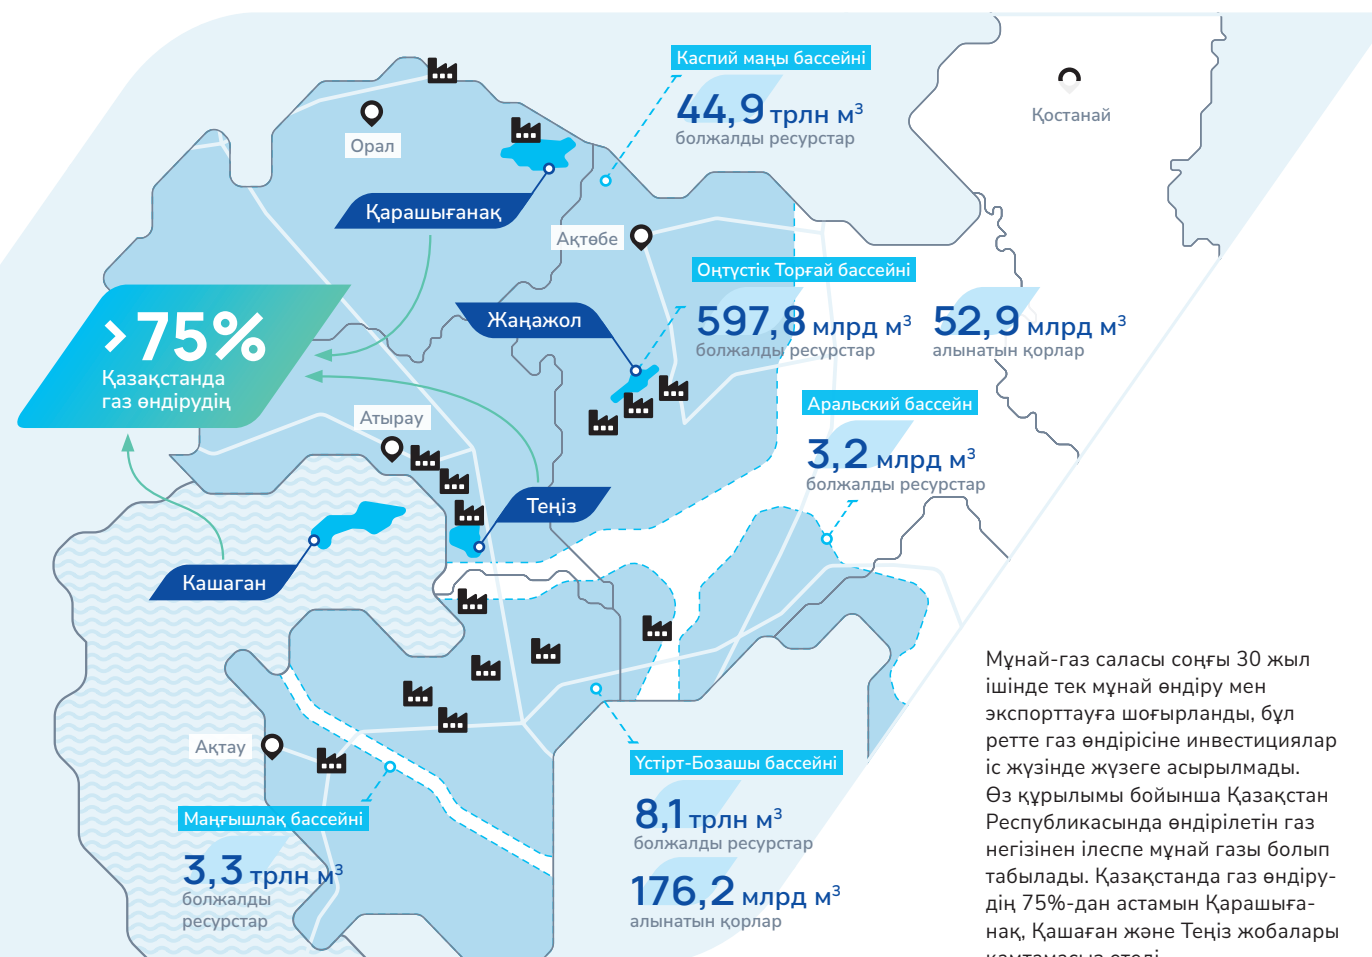 Каспий маңы бассейні
44,9 трлн м³
болжалды ресурстар
Қостанай
Орал
Қарашығанақ
Ақтөбе
Оңтүстік Торғай бассейні
597,8 млрд м³
болжалды ресурстар
52,9 млрд м³
алынатын қорлар
Жаңажол
>75%
Қазақстанда
газ өндірудің
Атырау
Аральский бассейн
3,2 млрд м³
болжалды ресурстар
Теңіз
Кашаган
Ақтау
Үстірт-Бозашы бассейні
8,1 трлн м³
болжалды ресурстар
176,2 млрд м³
алынатын қорлар
Маңғышлақ бассейні
3,3 трлн м³
болжалды
ресурстар
Мұнай-газ саласы соңғы 30 жыл
ішінде тек мұнай өндіру мен
экспорттауға шоғырланды, бұл
ретте газ өндірісіне инвестициялар
іс жүзінде жүзеге асырылмады.
Өз құрылымы бойынша Қазақстан
Республикасында өндірілетін газ
негізінен ілеспе мұнай газы болып
табылады. Қазақстанда газ өндіру-
дің 75%-дан астамын Қарашыға-
нақ, Қашаған және Теңіз жобалары